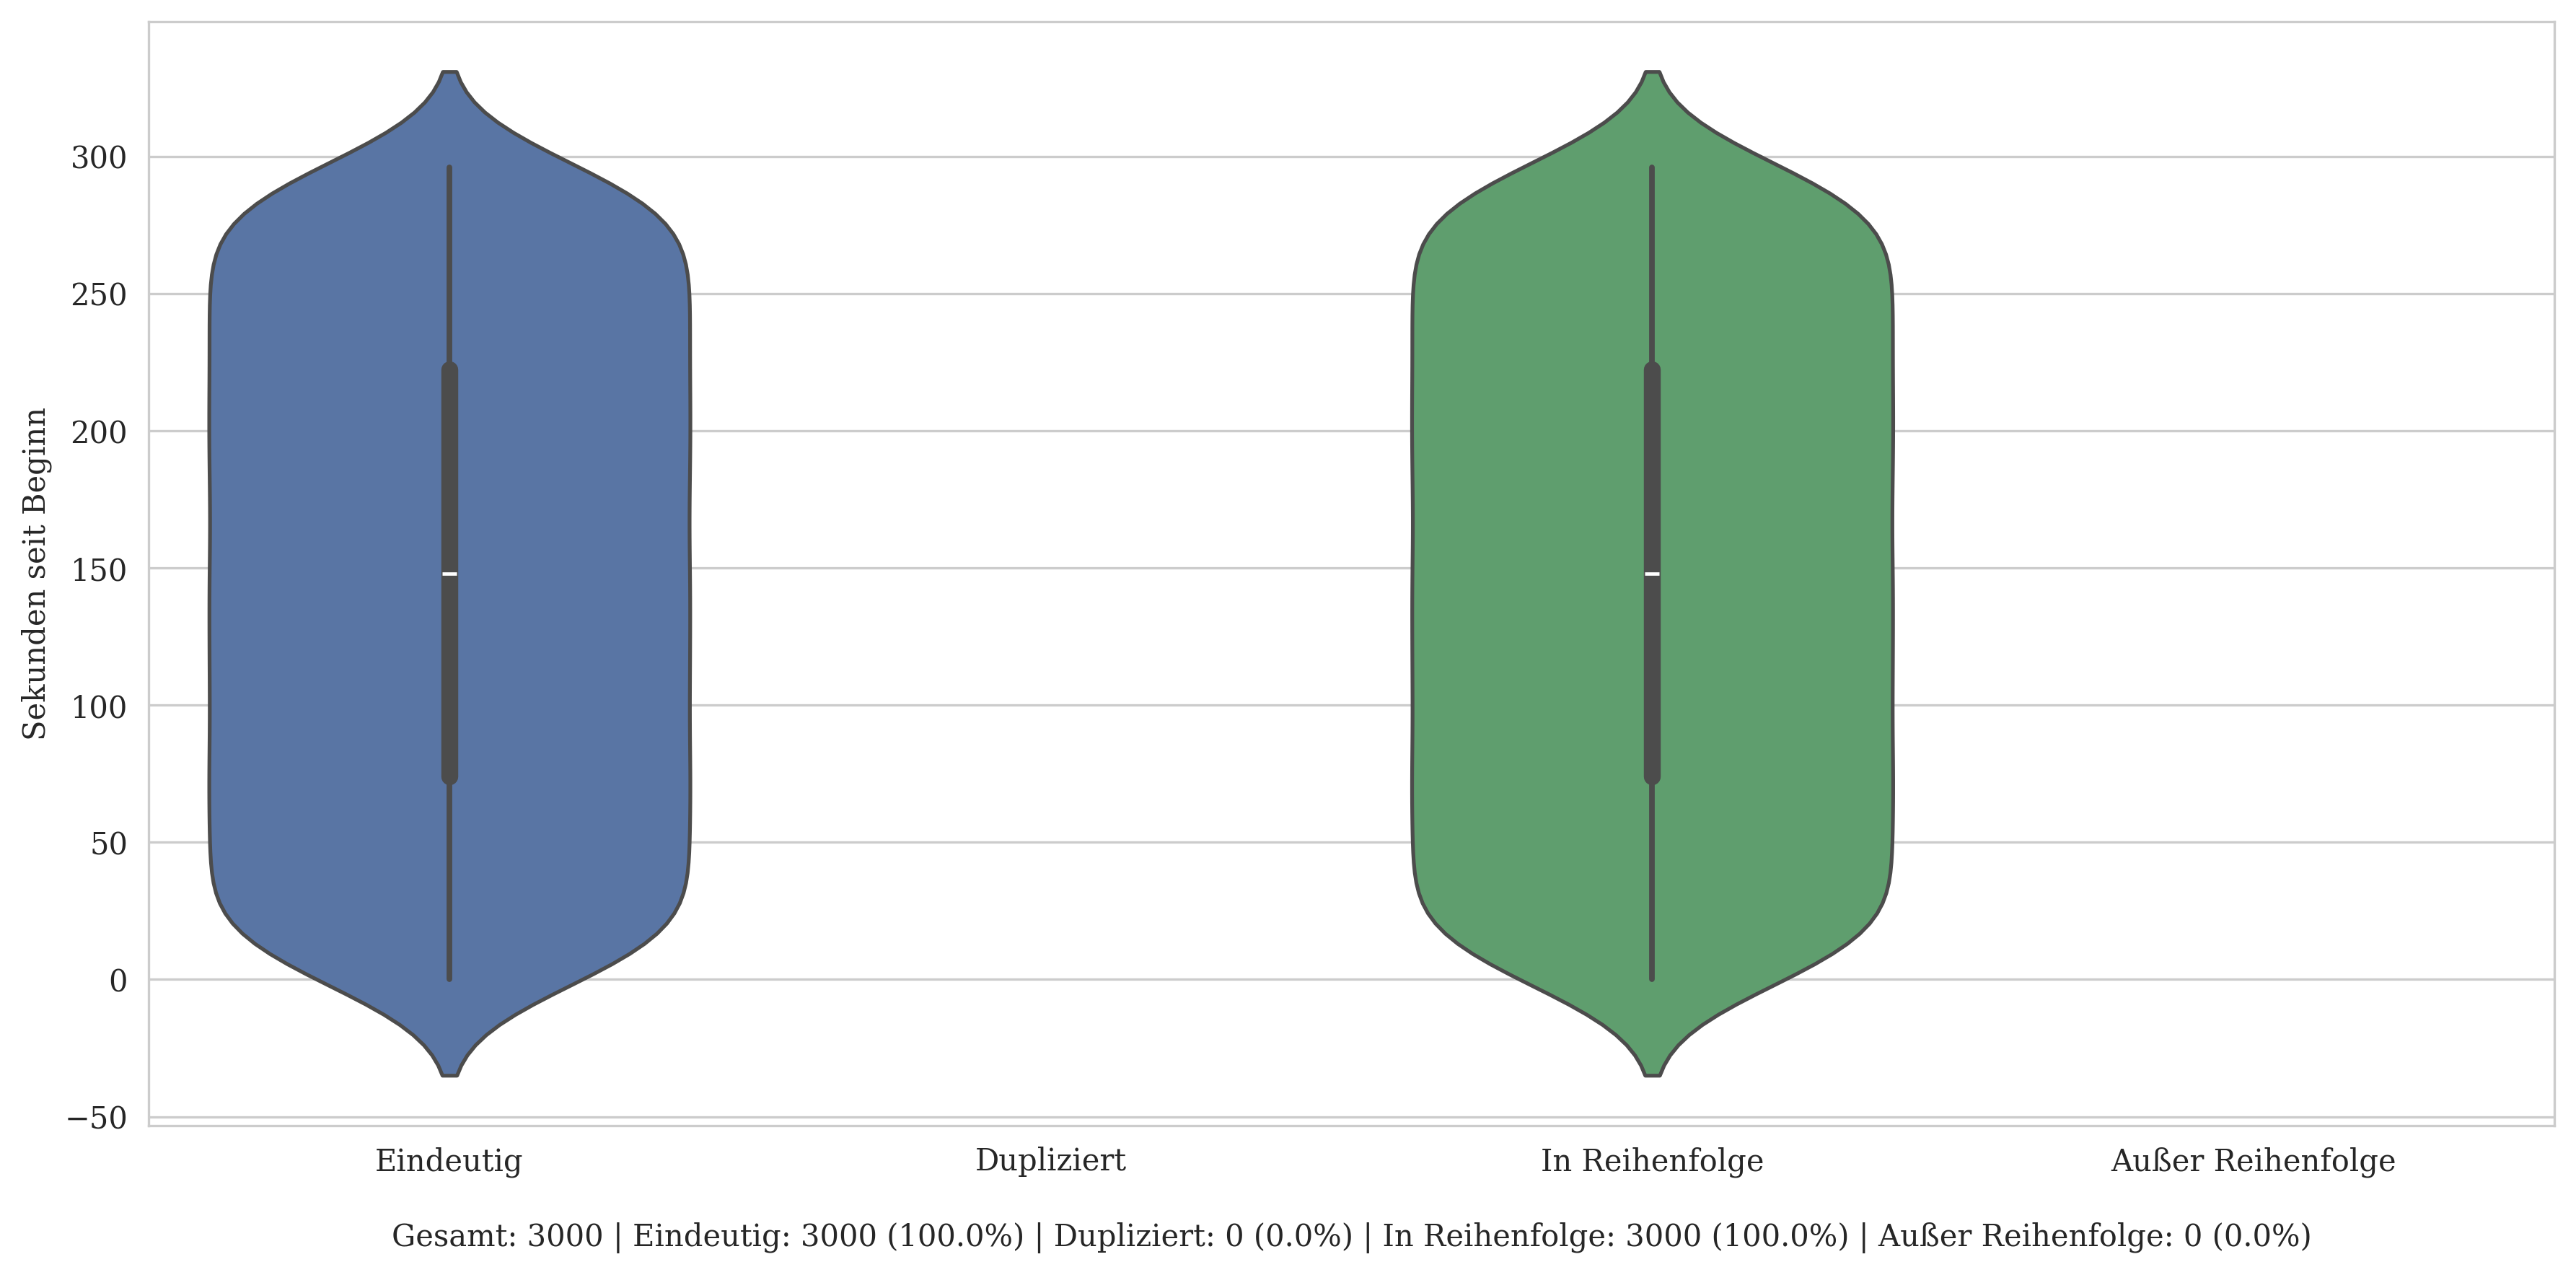 Sekunden seit Beginn
300
250
200
150
100
50
0
−50
Eindeutig
Dupliziert
In Reihenfolge
Außer Reihenfolge
Gesamt: 3000 | Eindeutig: 3000 (100.0%) | Dupliziert: 0 (0.0%) | In Reihenfolge: 3000 (100.0%) | Außer Reihenfolge: 0 (0.0%)